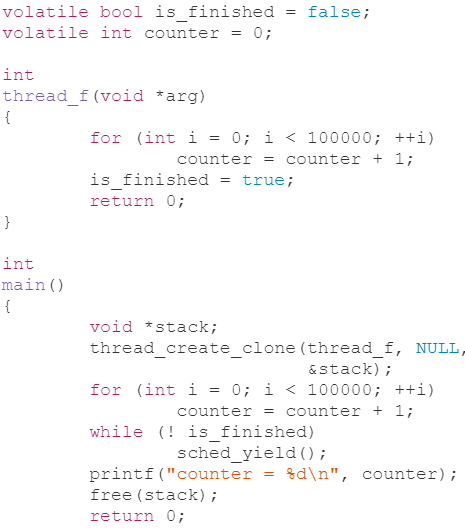 volatile bool is_finished = false;
volatile int counter = 0;
int
thread_f(void *arg)
{
for (int i = 0; i < 100000; ++i)
counter = counter + 1;
is_finished = true;
return 0;
}
int
main()
{
void *stack;
thread_create_clone(thread_f, NULL,
&stack);
for (int i = 0; i < 100000; ++i)
counter = counter + 1;
while (! is_finished)
sched_yield();
printf("counter = %d\n", counter);
free(stack);
return 0;